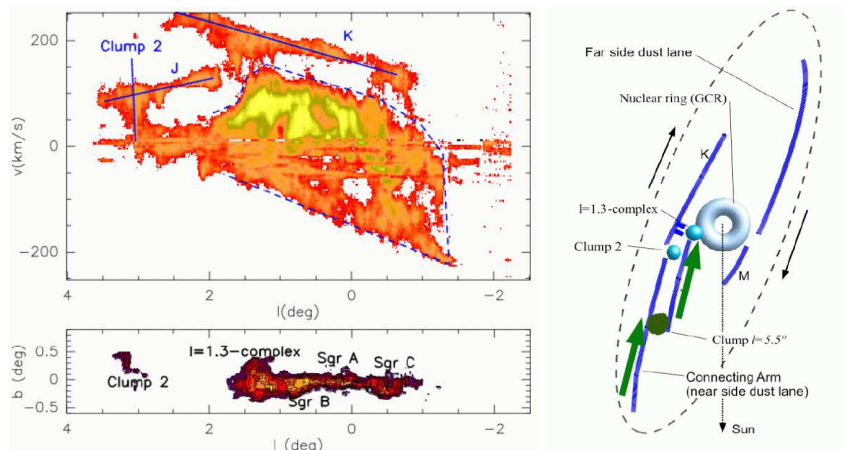 200
100
0
−100
−200
v(km/s)
Clump 2
J
K
4
2
0
−2
l(deg)
0.5
0
−0.5
b (deg)
l=1.3−complex
Clump 2
Sgr A
Sgr B
Sgr C
4
2
0
−2
l (deg)
Far side dust lane
Nuclear ring (GCR)
K
l=1.3-complex
Clump 2
M
Clump l=5.5°
Connecting Arm
(near side dust lane)
Sun